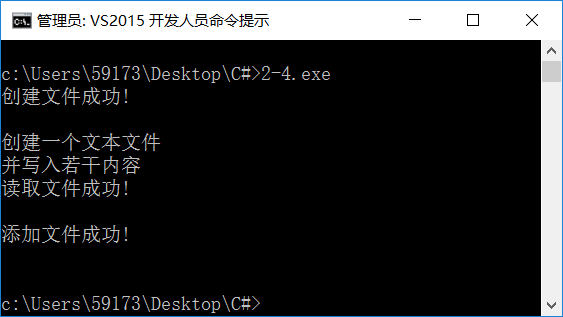 管理员: VS2015 开发人员命令提示
c:\Users\59173\Desktop\C#>2-4.exe
创建文件成功!
创建一个文本文件
并写入若干内容
读取文件成功!
添加文件成功!
c:\Users\59173\Desktop\C#>